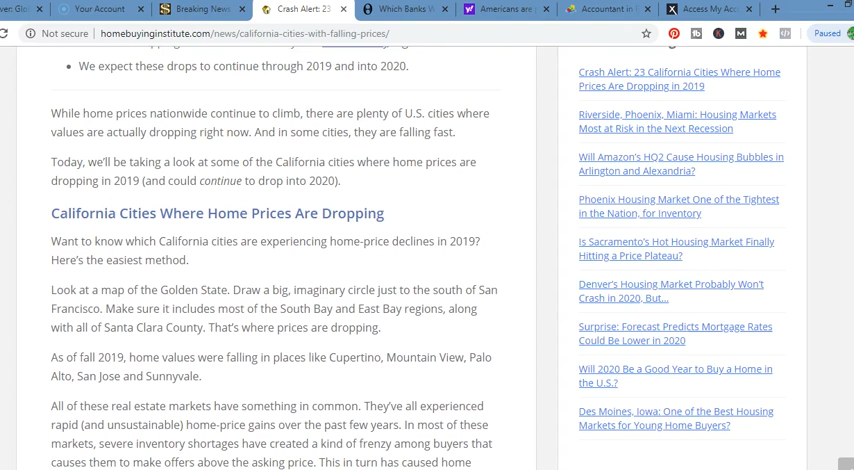 Your Account
Breaking News
Crash Alert: 23
Which Banks
Americans are
Accountant in
Access My Acc
Not secure
homebuyinginstitute.com/news/california-cities-with-falling-prices/
Paused
We expect these drops to continue through 2019 and into 2020.
While home prices nationwide continue to climb, there are plenty of U.S. cities where
values are actually dropping right now. And in some cities, they are falling fast.
Today, we'll be taking a look at some of the California cities where home prices are
dropping in 2019 (and could continue to drop into 2020).
California Cities Where Home Prices Are Dropping
Want to know which California cities are experiencing home-price declines in 2019?
Here's the easiest method.
Look at a map of the Golden State. Draw a big, imaginary circle just to the south of San
Francisco. Make sure it includes most of the South Bay and East Bay regions, along
with all of Santa Clara County. That's where prices are dropping.
As of fall 2019, home values were falling in places like Cupertino, Mountain View, Palo
Alto, San Jose and Sunnyvale.
All of these real estate markets have something in common. They've all experienced
rapid (and unsustainable) home-price gains over the past few years. In most of these
markets, severe inventory shortages have created a kind of frenzy among buyers that
causes them to make offers above the asking price. This in turn has caused home
Crash Alert: 23 California Cities Where Home
Prices Are Dropping in 2019
Riverside, Phoenix, Miami: Housing Markets
Most at Risk in the Next Recession
Will Amazon's HQ2 Cause Housing Bubbles in
Arlington and Alexandria?
Phoenix Housing Market One of the Tightest
in the Nation, for Inventory
Is Sacramento's Hot Housing Market Finally
Hitting a Price Plateau?
Denver's Housing Market Probably Won't
Crash in 2020, But...
Surprise: Forecast Predicts Mortgage Rates
Could Be Lower in 2020
Will 2020 Be a Good Year to Buy a Home in
the U.S.?
Des Moines, Iowa: One of the Best Housing
Markets for Young Home Buyers?